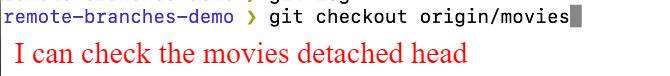 remote-branches-demo ❯ git checkout origin/movies
I can check the movies detached head